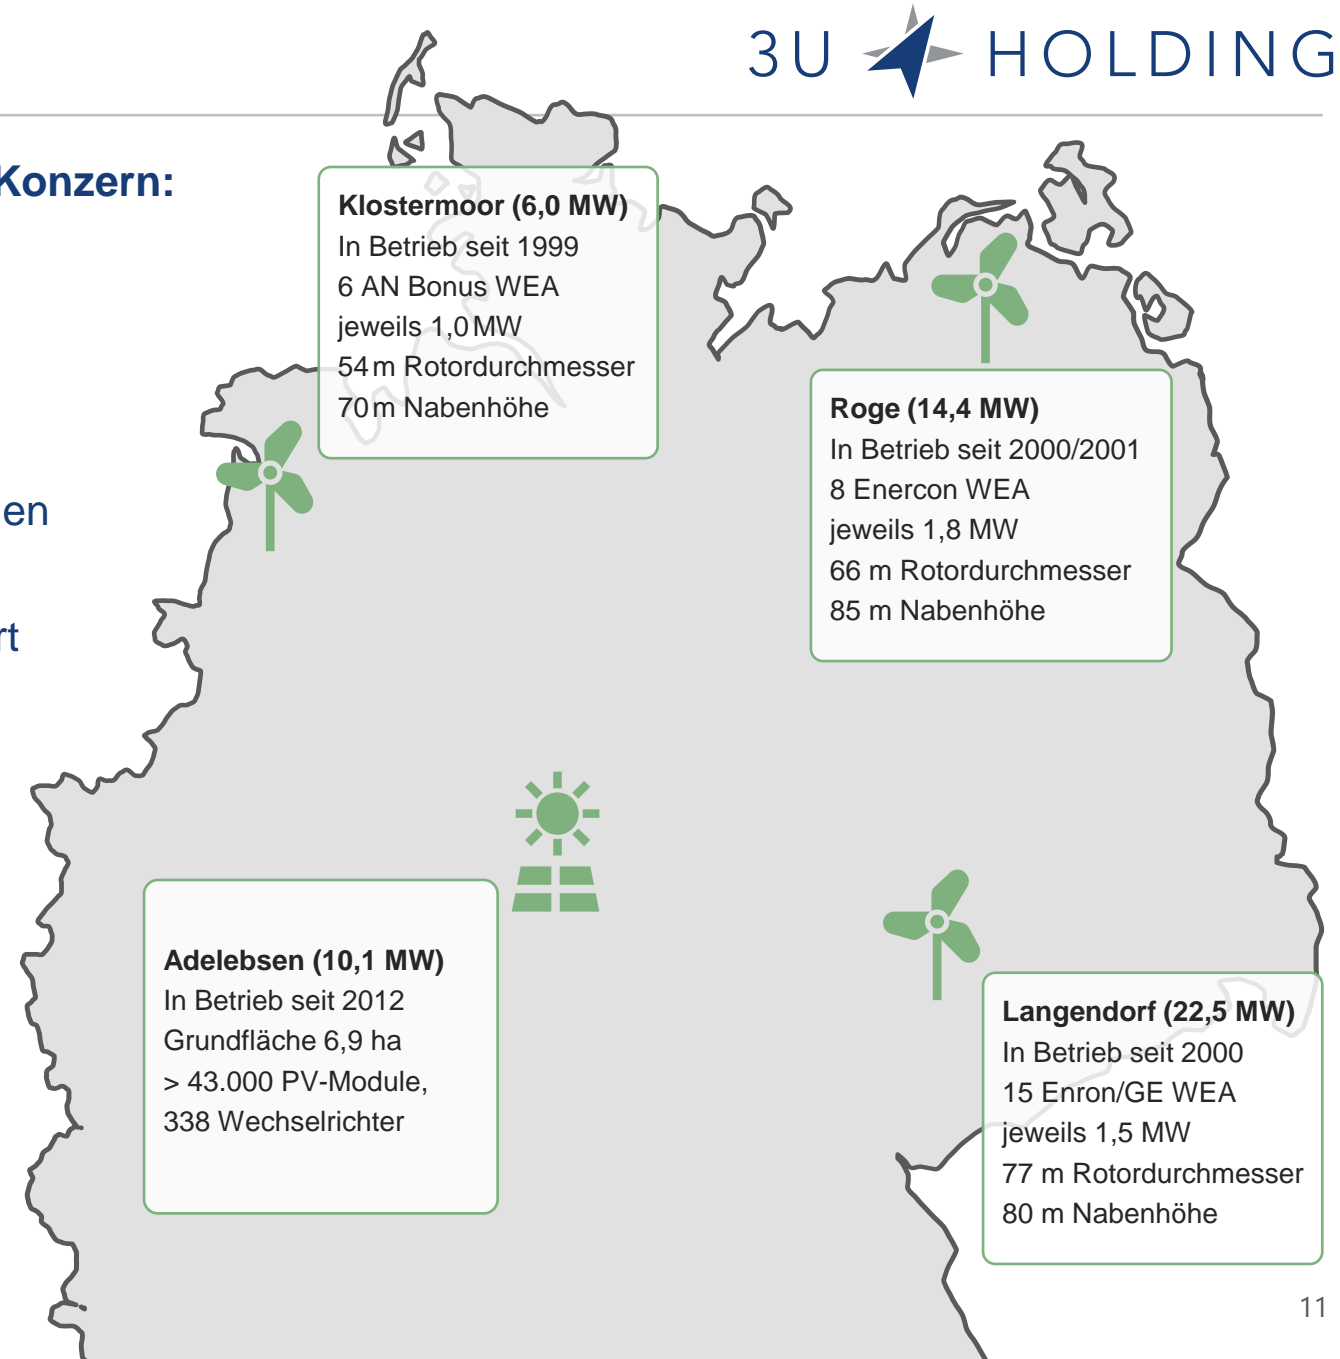 3U HOLDING
Konzern:
en
rt
Klostermoor (6,0 MW)
In Betrieb seit 1999
6 AN Bonus WEA
jeweils 1,0 MW
54 m Rotordurchmesser
70 m Nabenhöhe
Roge (14,4 MW)
In Betrieb seit 2000/2001
8 Enercon WEA
jeweils 1,8 MW
66 m Rotordurchmesser
85 m Nabenhöhe
Adelebsen (10,1 MW)
In Betrieb seit 2012
Grundfläche 6,9 ha
> 43.000 PV-Module,
338 Wechselrichter
Langendorf (22,5 MW)
In Betrieb seit 2000
15 Enron/GE WEA
jeweils 1,5 MW
77 m Rotordurchmesser
80 m Nabenhöhe
11